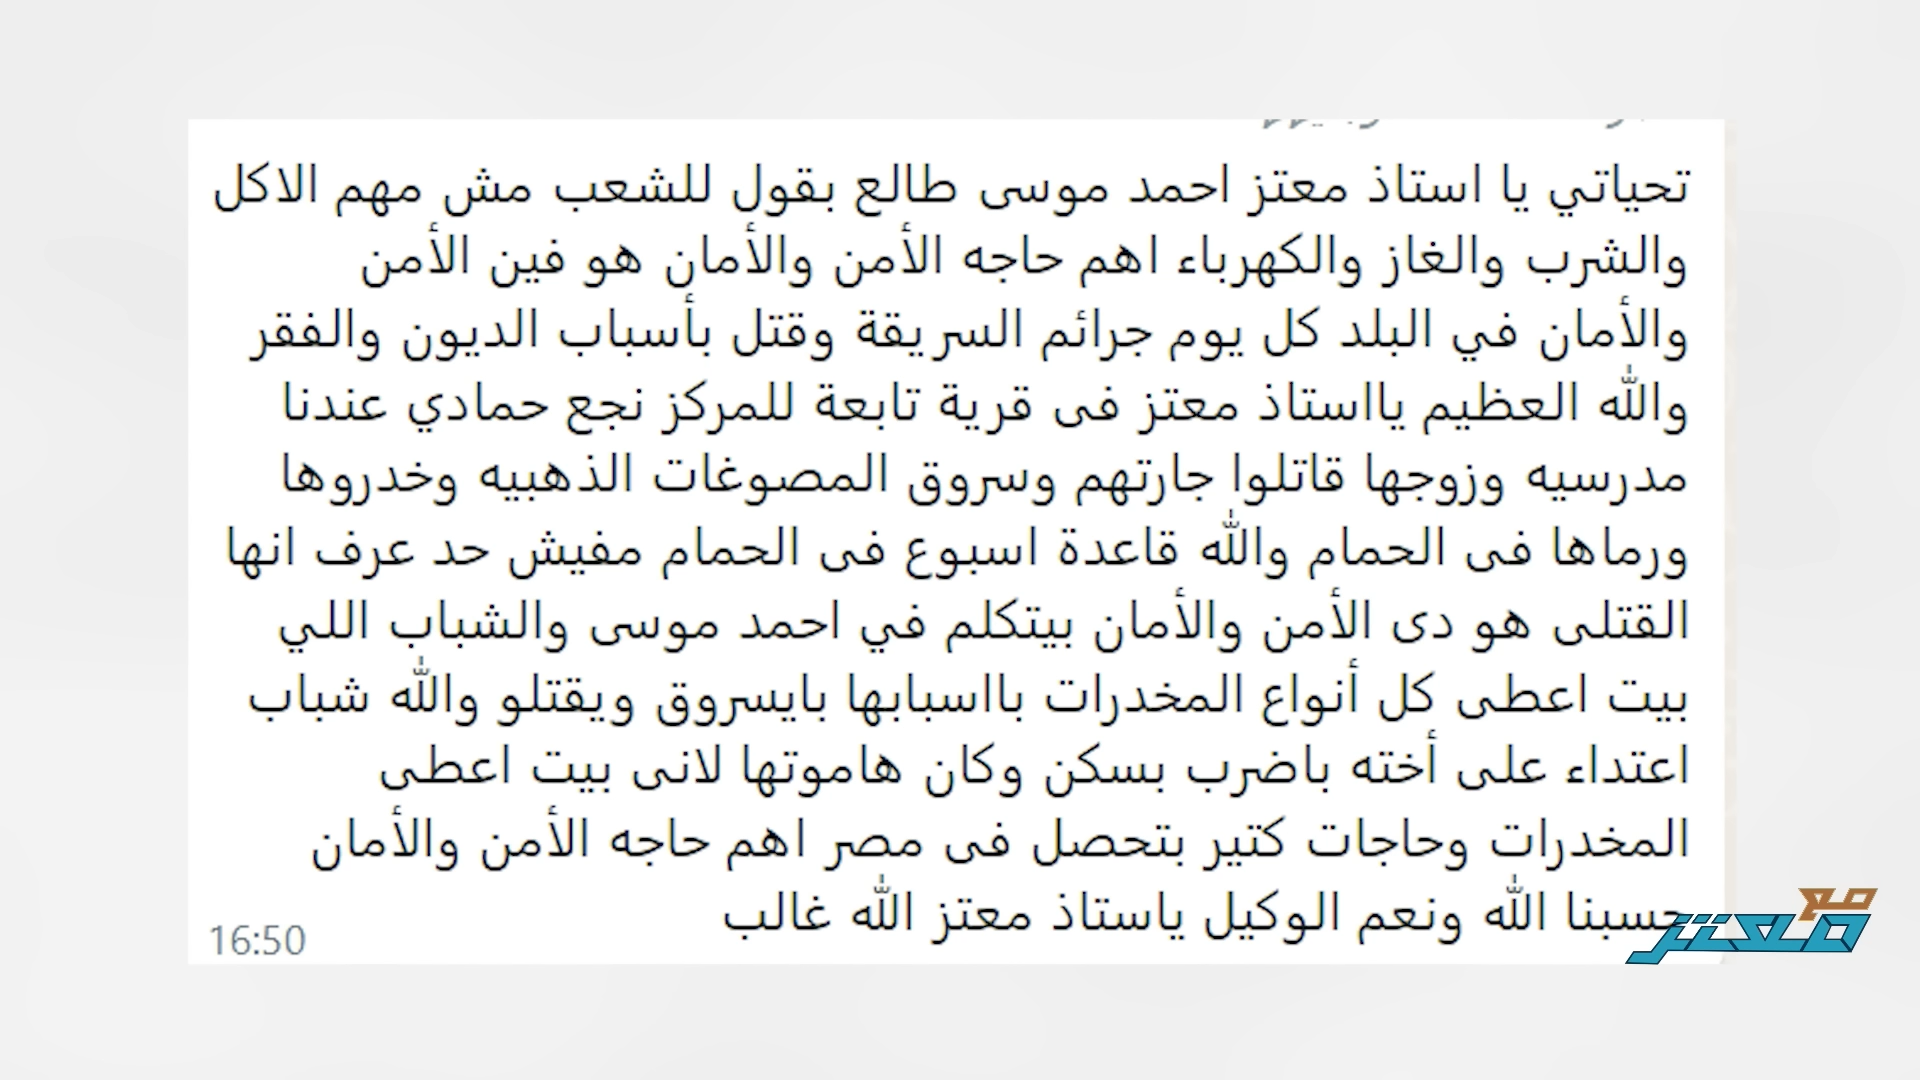 تحياتي يا استاذ معتز احمد موسى طالع بقول للشعب مش مهم الاكل
والشرب والغاز والكهرباء اهم حاجه الأمن والأمان هو فين الأمن
والأمان في البلد كل يوم جرائم السريقة وقتل بأسباب الديون والفقر
والله العظيم يااستاذ معتز فى قرية تابعة للمركز نجع حمادي عندنا
مدرسيه وزوجها قاتلوا جارتهم وسروق المصوغات الذهبيه وخدروها
ورماها فى الحمام والله قاعدة اسبوع فى الحمام مفيش حد عرف انها
القتلى هو دى الأمن والأمان بيتكلم في احمد موسى والشباب اللي
بيت اعطى كل أنواع المخدرات بااسبابها بايسروق ويقتلو والله شباب
اعتداء على أخته باضرب بسكن وكان هاموتها لانى بيت اعطى
المخدرات وحاجات كتير بتحصل فى مصر اهم حاجه الأمن والأمان
حسبنا الله ونعم الوكيل ياستاذ معتز الله غالب
16:50
مع
معتز